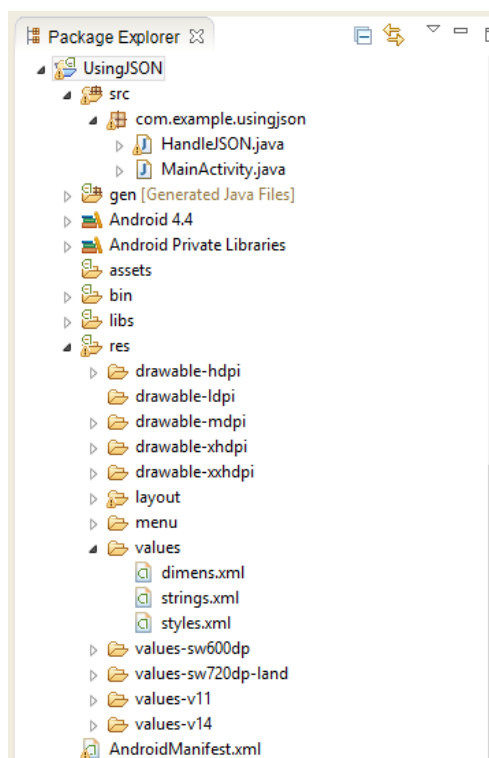 Package Explorer
UsingJSON
src
com.example.usingjson
HandleJSON.java
MainActivity.java
gen [Generated Java Files]
Android 4.4
Android Private Libraries
assets
bin
libs
res
drawable-hdpi
drawable-ldpi
drawable-mdpi
drawable-xhdpi
drawable-xxhdpi
layout
menu
values
dimens.xml
strings.xml
styles.xml
values-sw600dp
values-sw720dp-land
values-v11
values-v14
AndroidManifest.xml